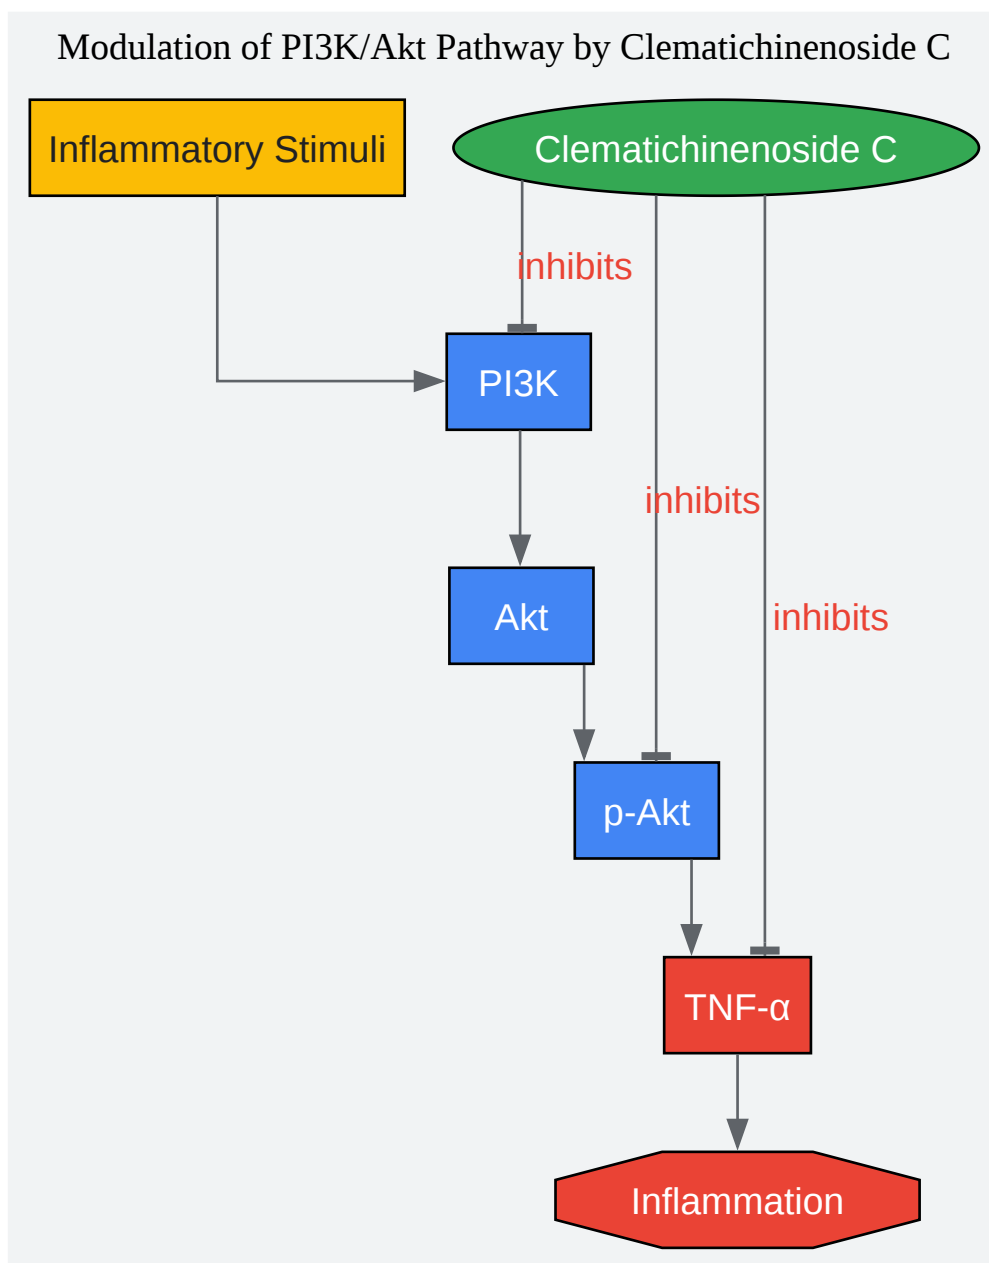 Modulation of PI3K/Akt Pathway by Clematichinenoside C
Inflammatory Stimuli
Clematichinenoside C
inhibits
PI3K
inhibits
Akt
inhibits
p-Akt
TNF-α
Inflammation